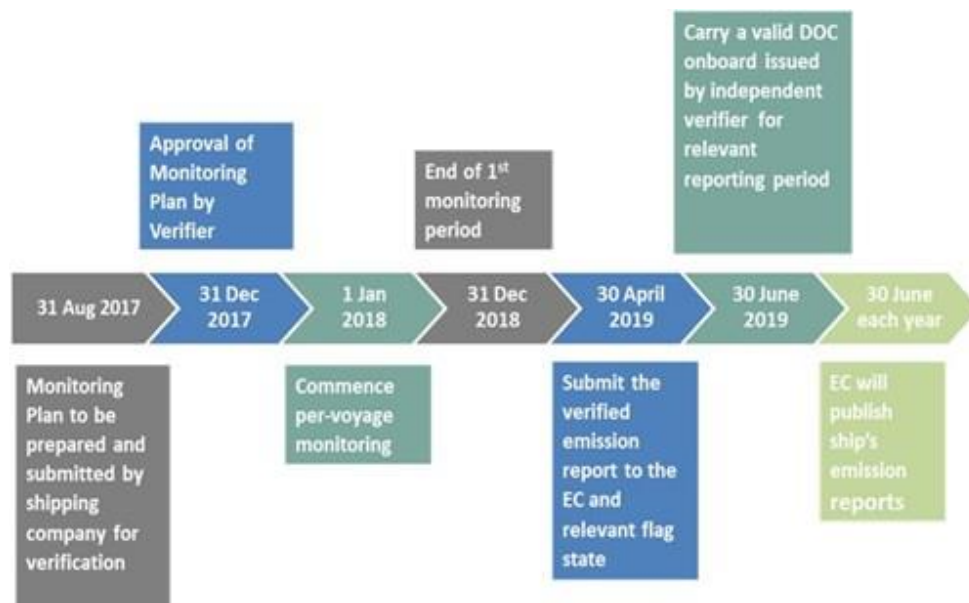 Carry a valid DOC
onboard issued
by independent
verifier for
relevant
reporting period
Approval of
Monitoring
Plan by
Verifier
End of 1st
monitoring
period
31 Aug 2017
31 Dec
2017
1 Jan
2018
31 Dec
2018
30 April
2019
30 June
2019
30 June
each year
Monitoring
Plan to be
prepared and
submitted by
shipping
company for
verification
Commence
per-voyage
monitoring
Submit the
verified
emission
report to the
EC and
relevant flag
state
EC will
publish
ship's
emission
reports